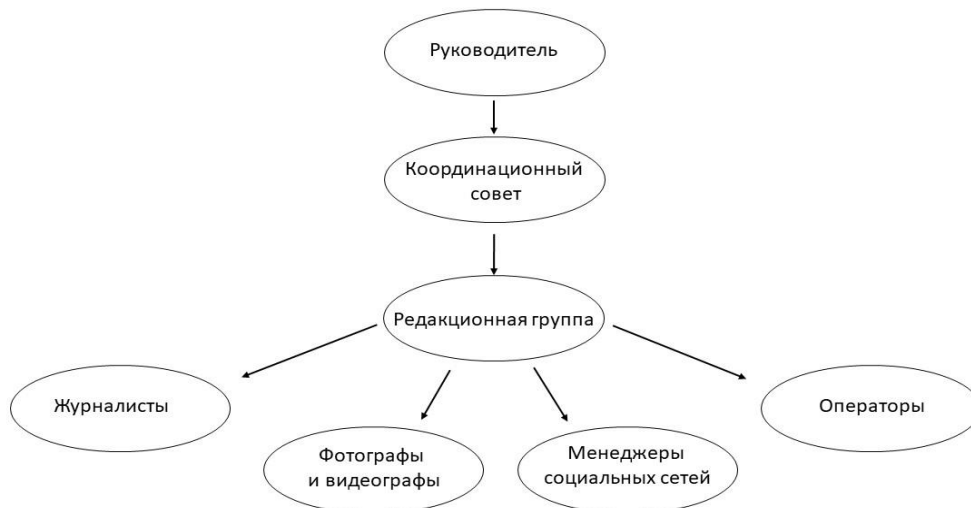 Руководитель
Координационный
совет
Редакционная группа
Журналисты
Операторы
Фотографы
и видеографы
Менеджеры
социальных сетей